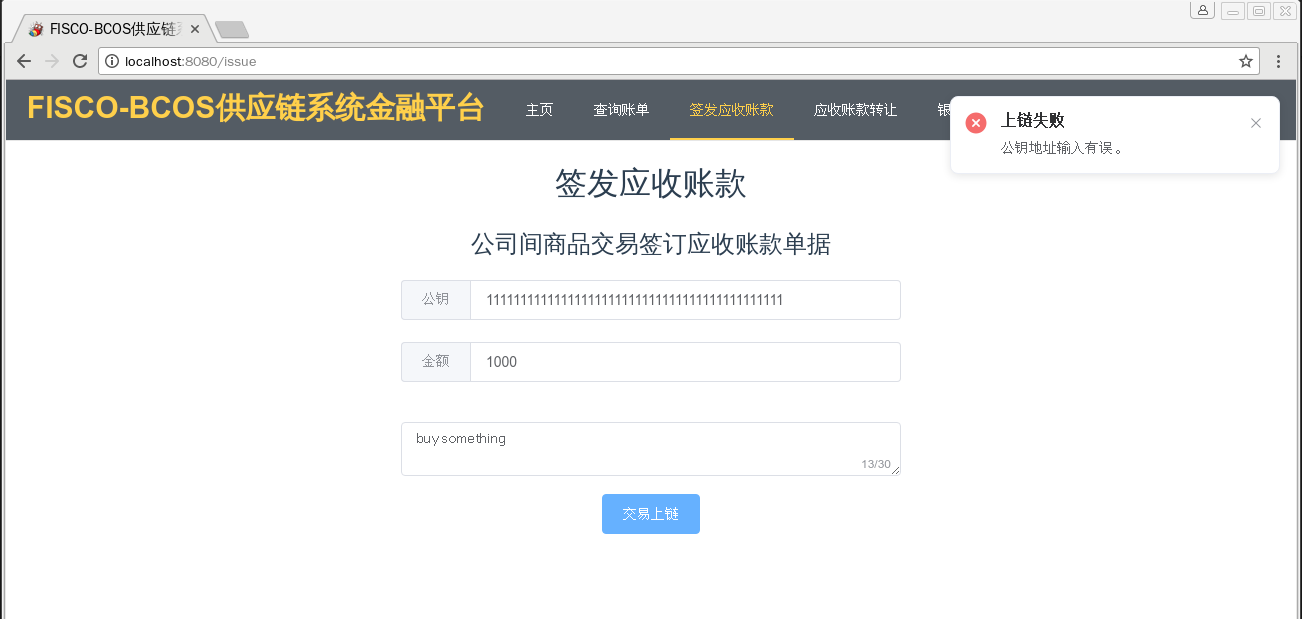 FISCO-BCOS供应链系
localhost:8080/issue
FISCO-BCOS供应链系统金融平台
主页
查询账单
签发应收账款
应收账款转让
银
上链失败
公钥地址输入有误。
签发应收账款
公司间商品交易签订应收账款单据
公钥
金额
1000
buy something
13/30
交易上链